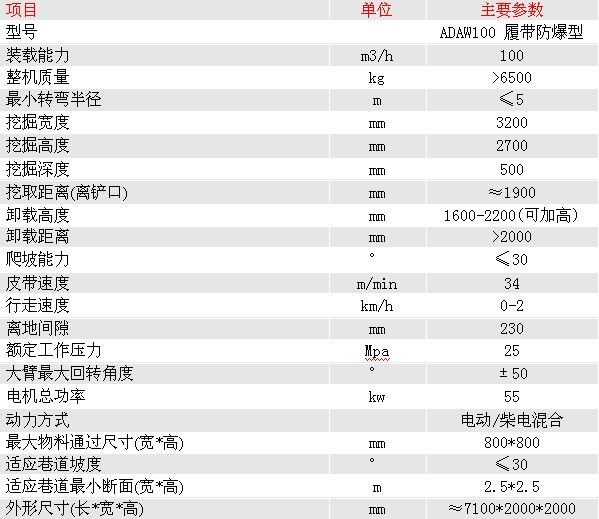 项目 单位 主要参数
型号 ADAW100 履带防爆型
装载能力 m3/h 100
整机质量 kg >6500
最小转弯半径 m ≤5
挖掘宽度 mm 3200
挖掘高度 mm 2700
挖掘深度 mm 500
挖取距离(离铲口) mm ≈1900
卸载高度 mm 1600-2200(可加高)
卸载距离 mm >2000
爬坡能力 ° ≤30
皮带速度 m/min 34
行走速度 km/h 0-2
离地间隙 mm 230
额定工作压力 Mpa 25
大臂最大回转角度 ° ±50
电机总功率 kw 55
动力方式 电动/柴电混合
最大物料通过尺寸(宽*高) mm 800*800
适应巷道坡度 ° ≤30
适应巷道最小断面(宽*高) m 2.5*2.5
外形尺寸(长*宽*高) mm ≈7100*2000*2000